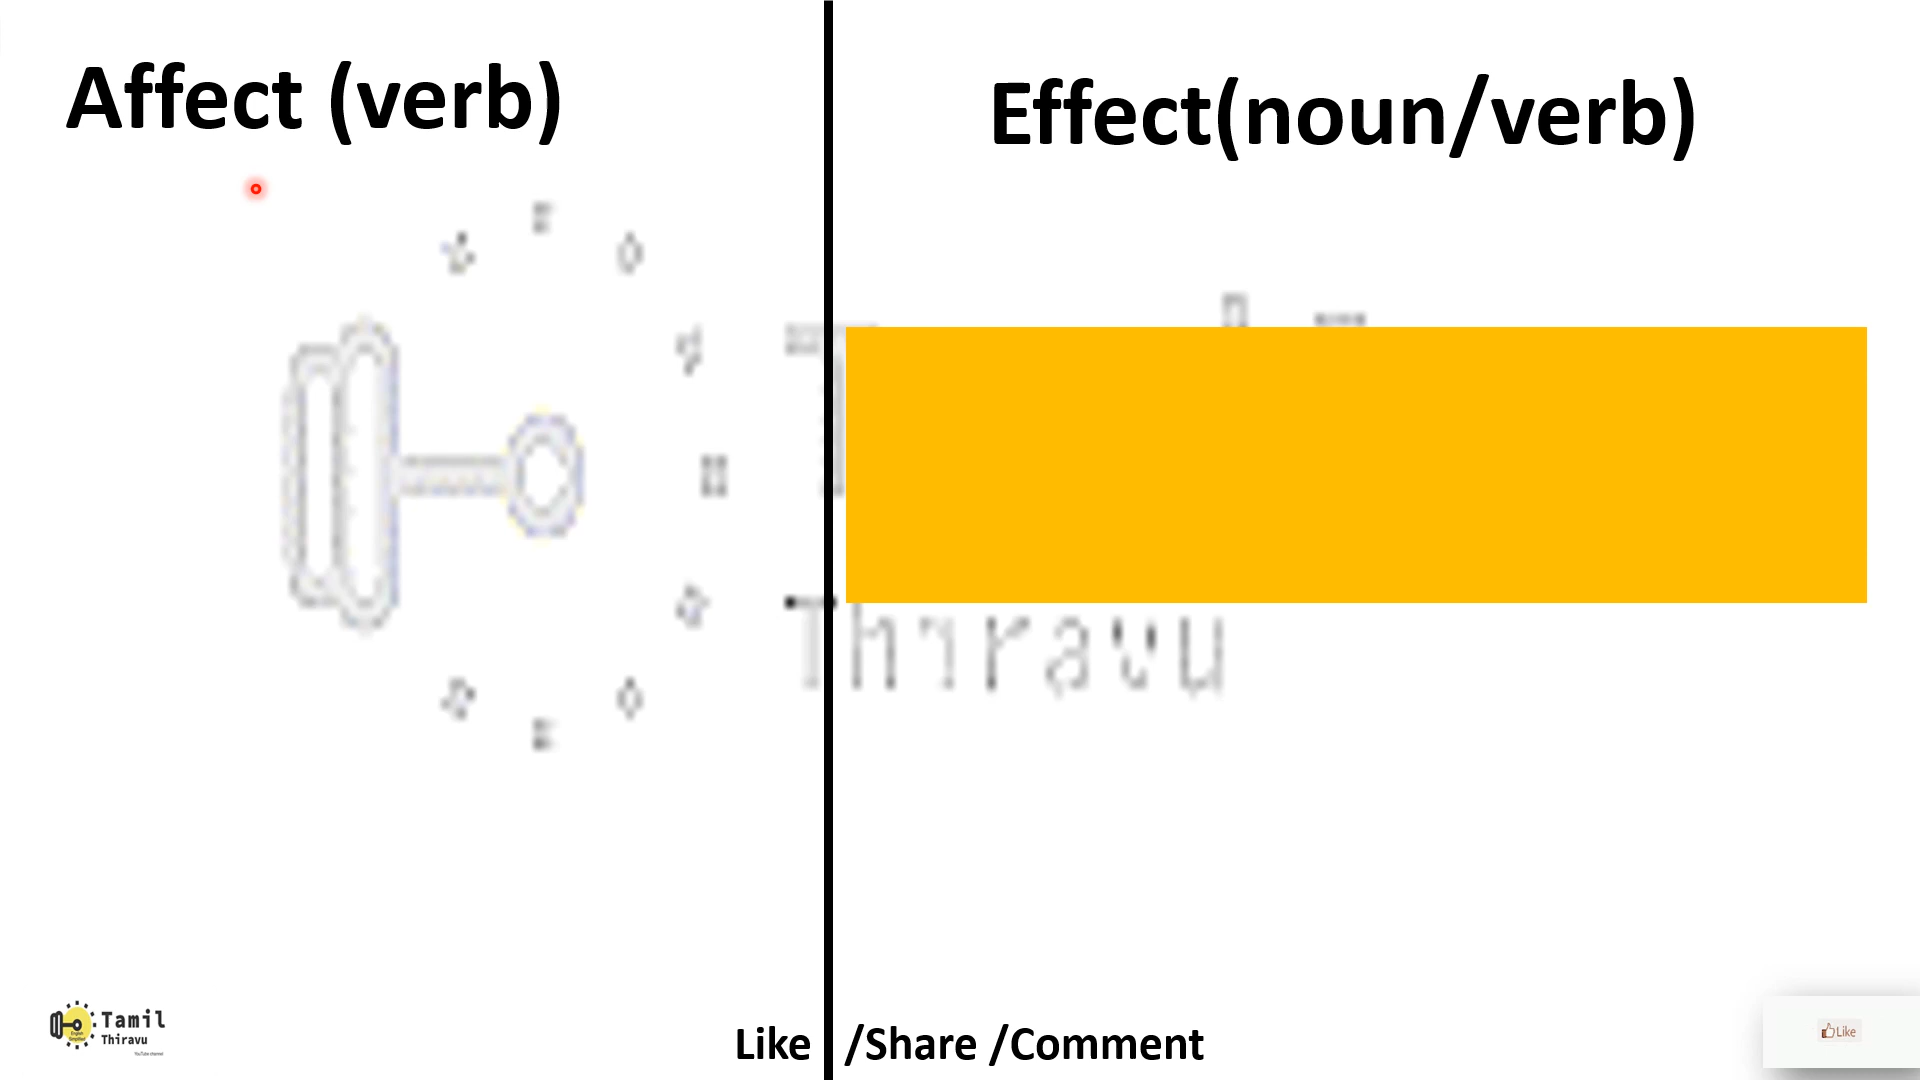 Affect (verb)
Effect(noun/verb)
Thiravu
Tamil
Thiravu
Like /Share /Comment
Like